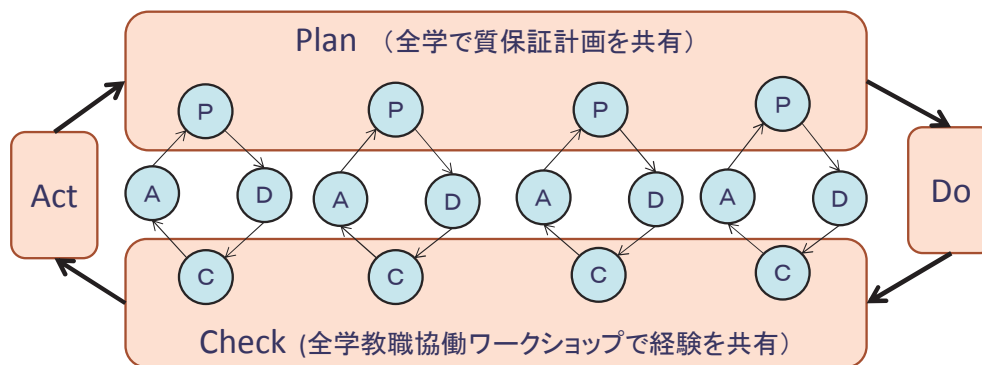 Plan （全学で質保証計画を共有）
P P P P
Act
A D A D A D A D
Do
C C C C
Check (全学教職協働ワークショップで経験を共有）